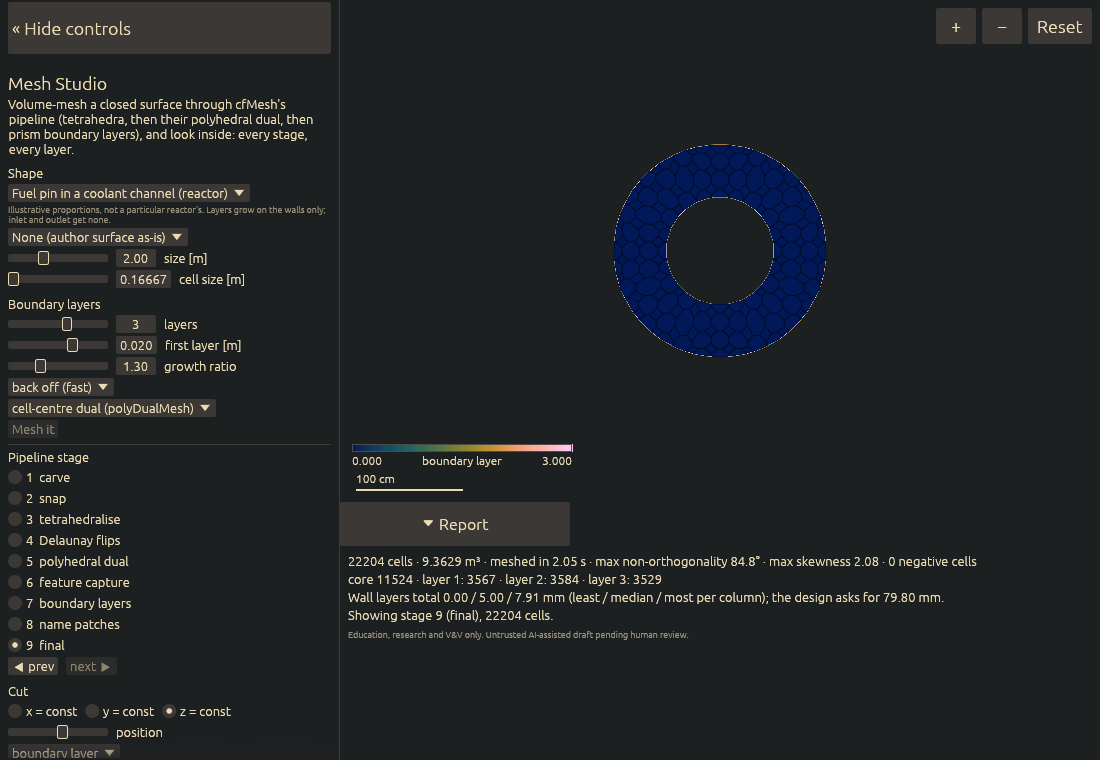 « Hide controls
+
−
Reset
Mesh Studio
Volume-mesh a closed surface through cfMesh's
pipeline (tetrahedra, then their polyhedral dual, then
prism boundary layers), and look inside: every stage,
every layer.
Shape
Fuel pin in a coolant channel (reactor)
Illustrative proportions, not a particular reactor's. Layers grow on the walls only;
inlet and outlet get none.
None (author surface as-is)
2.00 size [m]
0.16667 cell size [m]
Boundary layers
3 layers
0.020 first layer [m]
1.30 growth ratio
back off (fast)
cell-centre dual (polyDualMesh)
Mesh it
Pipeline stage
1 carve
2 snap
3 tetrahedralise
4 Delaunay flips
5 polyhedral dual
6 feature capture
7 boundary layers
8 name patches
9 final
◀ prev next ▶
Cut
x = const y = const z = const
position
boundary layer
0.000 boundary layer 3.000
100 cm
Report
22204 cells · 9.3629 m³ · meshed in 2.05 s · max non-orthogonality 84.8° · max skewness 2.08 · 0 negative cells
core 11524 · layer 1: 3567 · layer 2: 3584 · layer 3: 3529
Wall layers total 0.00 / 5.00 / 7.91 mm (least / median / most per column); the design asks for 79.80 mm.
Showing stage 9 (final), 22204 cells.
Education, research and V&V only. Untrusted AI-assisted draft pending human review.